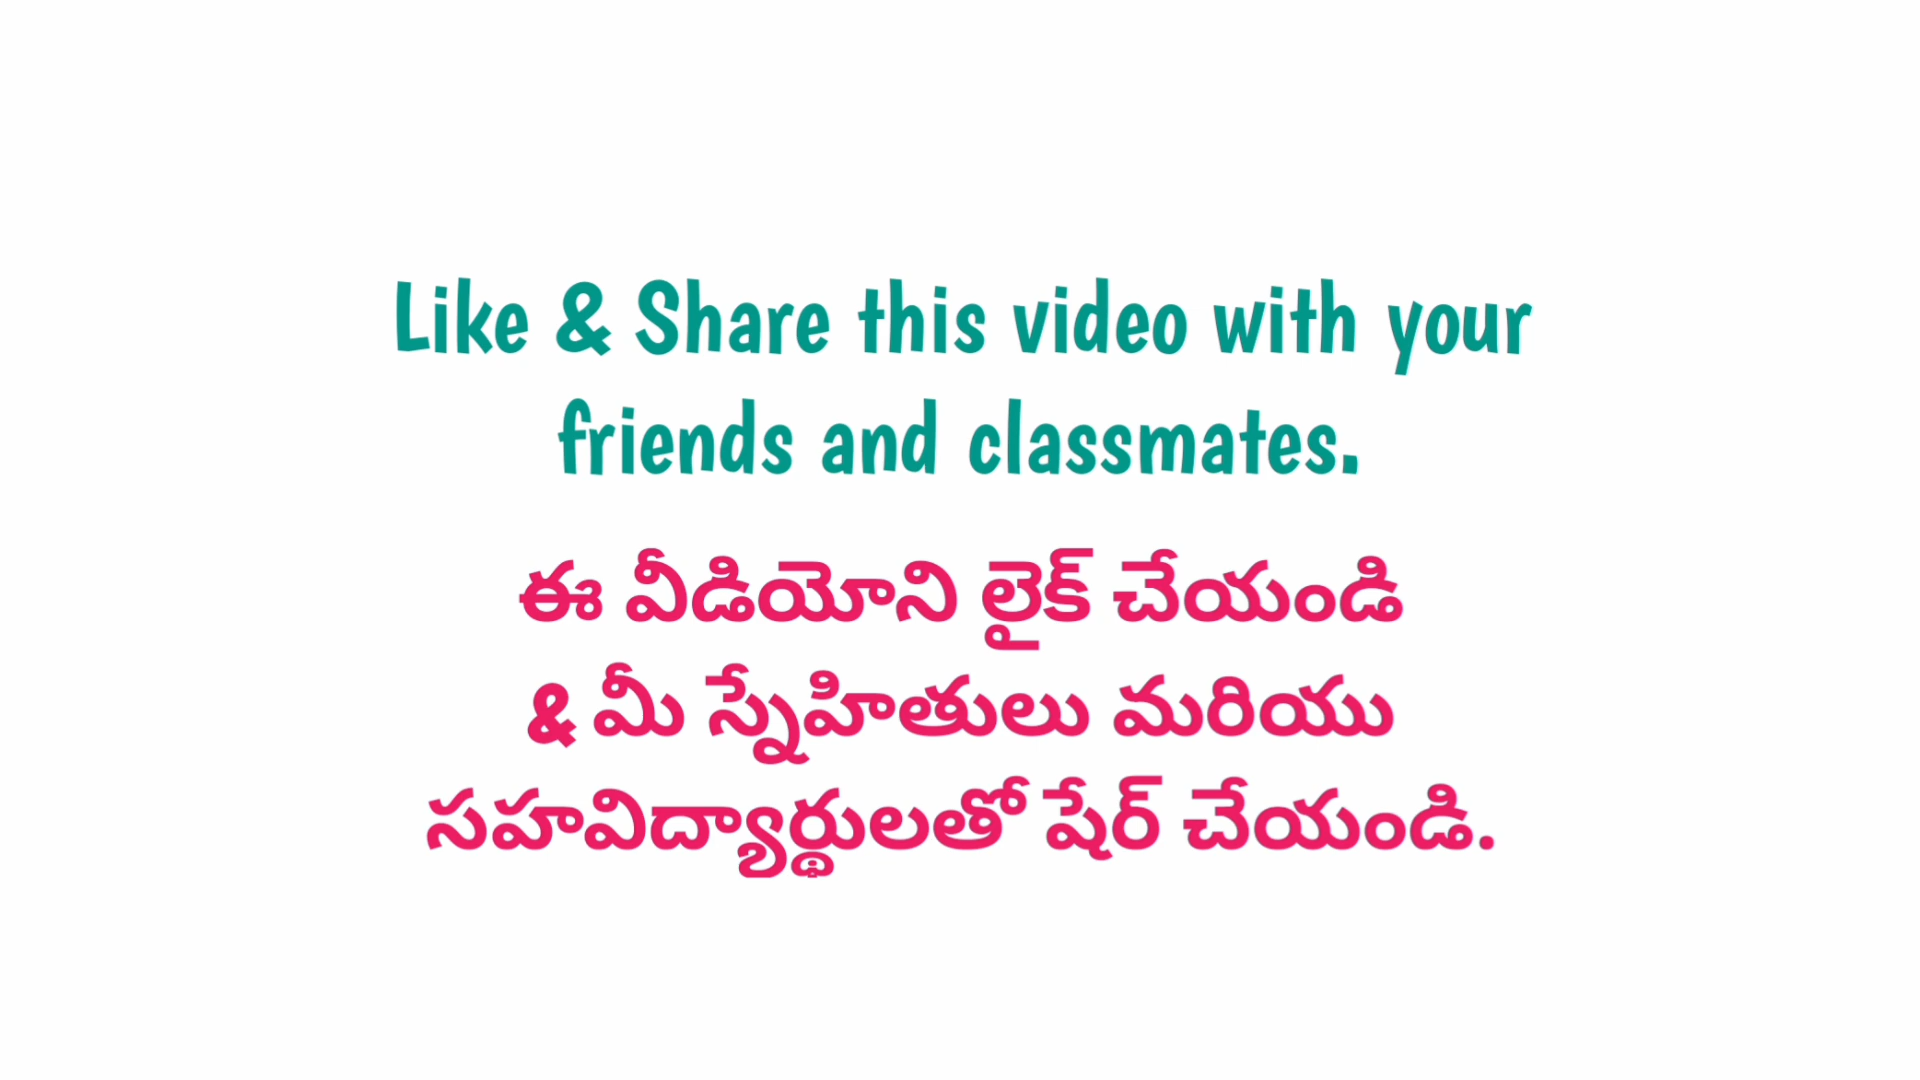 Like & Share this video with your
friends and classmates.
ఈ వీడియోని లైక్ చేయండి
& మీ స్నేహితులు మరియు
సహవిద్యార్థులతో షేర్ చేయండి.